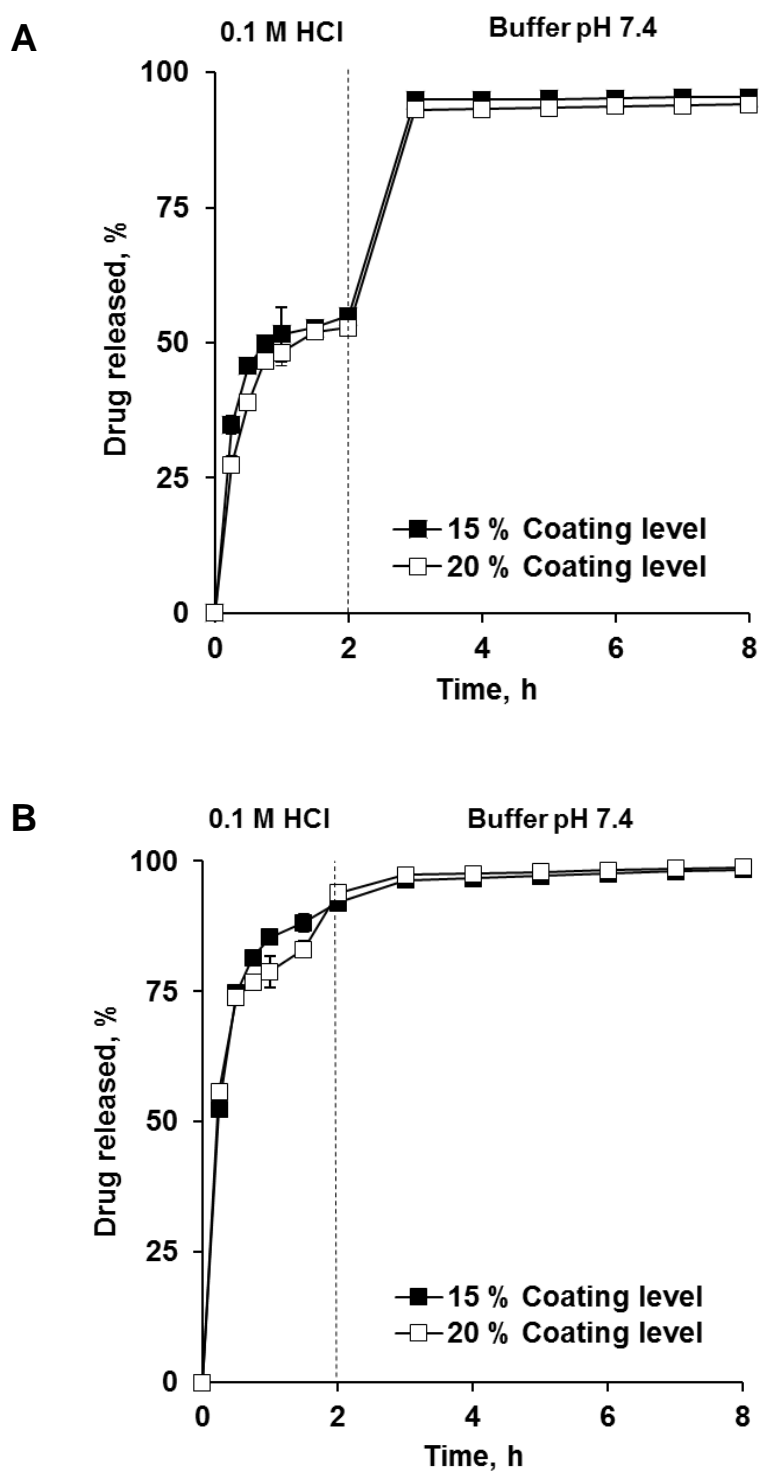 A
0.1 M HCl
Buffer pH 7.4
100
75
50
25
0
Drug released, %
15 % Coating level
20 % Coating level
0 2 4 6 8
Time, h
B
0.1 M HCl
Buffer pH 7.4
100
75
50
25
0
Drug released, %
15 % Coating level
20 % Coating level
0 2 4 6 8
Time, h